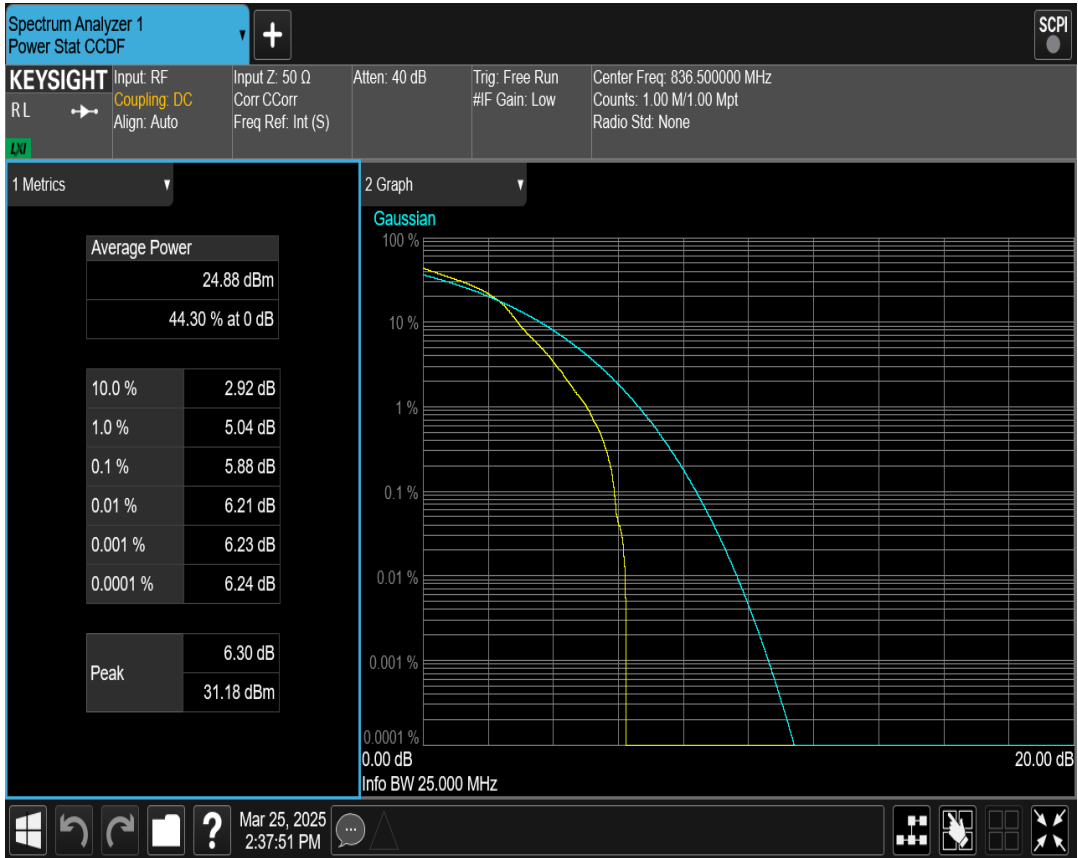 Spectrum Analyzer 1
Power Stat CCDF
+
SCPI
KEYSIGHT
R L
LXI
Input: RF
Coupling: DC
Align: Auto
Input Z: 50 Ω
Corr CCorr
Freq Ref: Int (S)
Atten: 40 dB
Trig: Free Run
#IF Gain: Low
Center Freq: 836.500000 MHz
Counts: 1.00 M/1.00 Mpt
Radio Std: None
1 Metrics
Average Power
24.88 dBm
44.30 % at 0 dB
10.0 % 2.92 dB
1.0 % 5.04 dB
0.1 % 5.88 dB
0.01 % 6.21 dB
0.001 % 6.23 dB
0.0001 % 6.24 dB
Peak
6.30 dB
31.18 dBm
2 Graph
Gaussian
100 %
10 %
1 %
0.1 %
0.01 %
0.001 %
0.0001 %
0.00 dB 20.00 dB
Info BW 25.000 MHz
?
Mar 25, 2025
2:37:51 PM